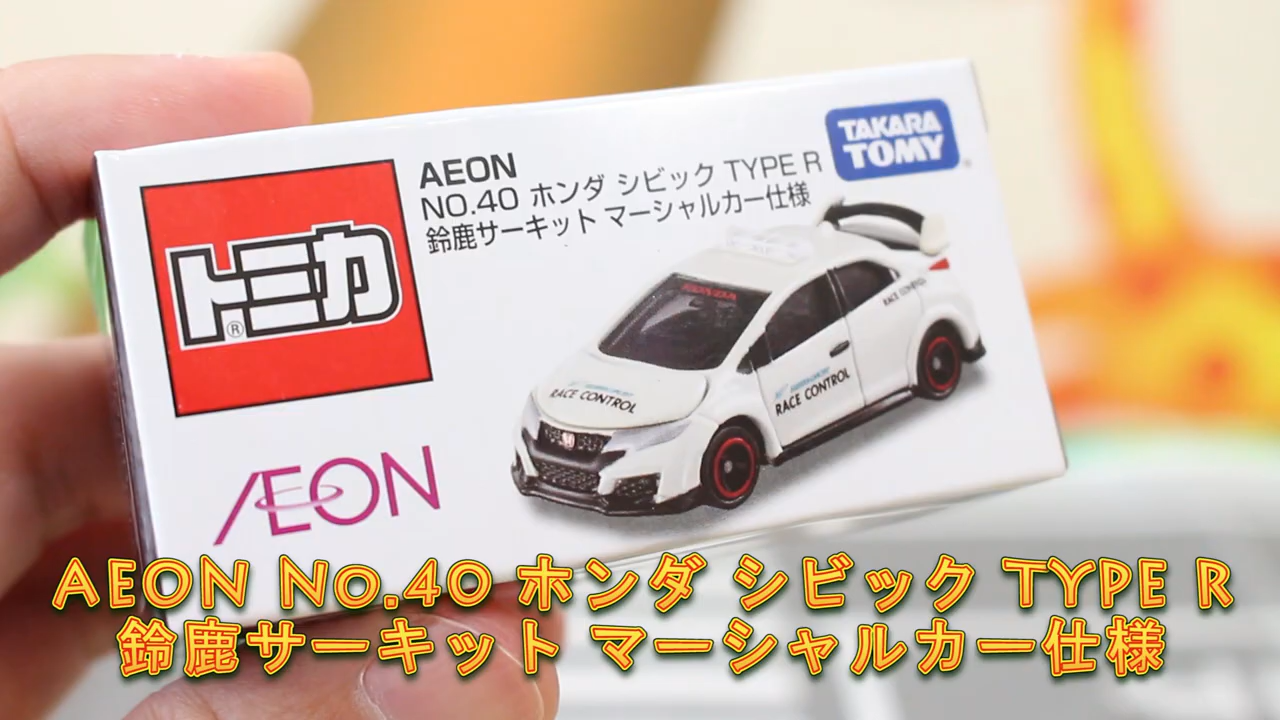 AEON
NO.40 ホンダ シビック TYPE R
鈴鹿サーキット マーシャルカー仕様
TAKARA
TOMY
トミカ
®
HONDA
RACE CONTROL
RACE CONTROL
RACE CONTROL
AEON
AEON No.40 ホンダ シビック TYPE R
鈴鹿サーキット マーシャルカー仕様